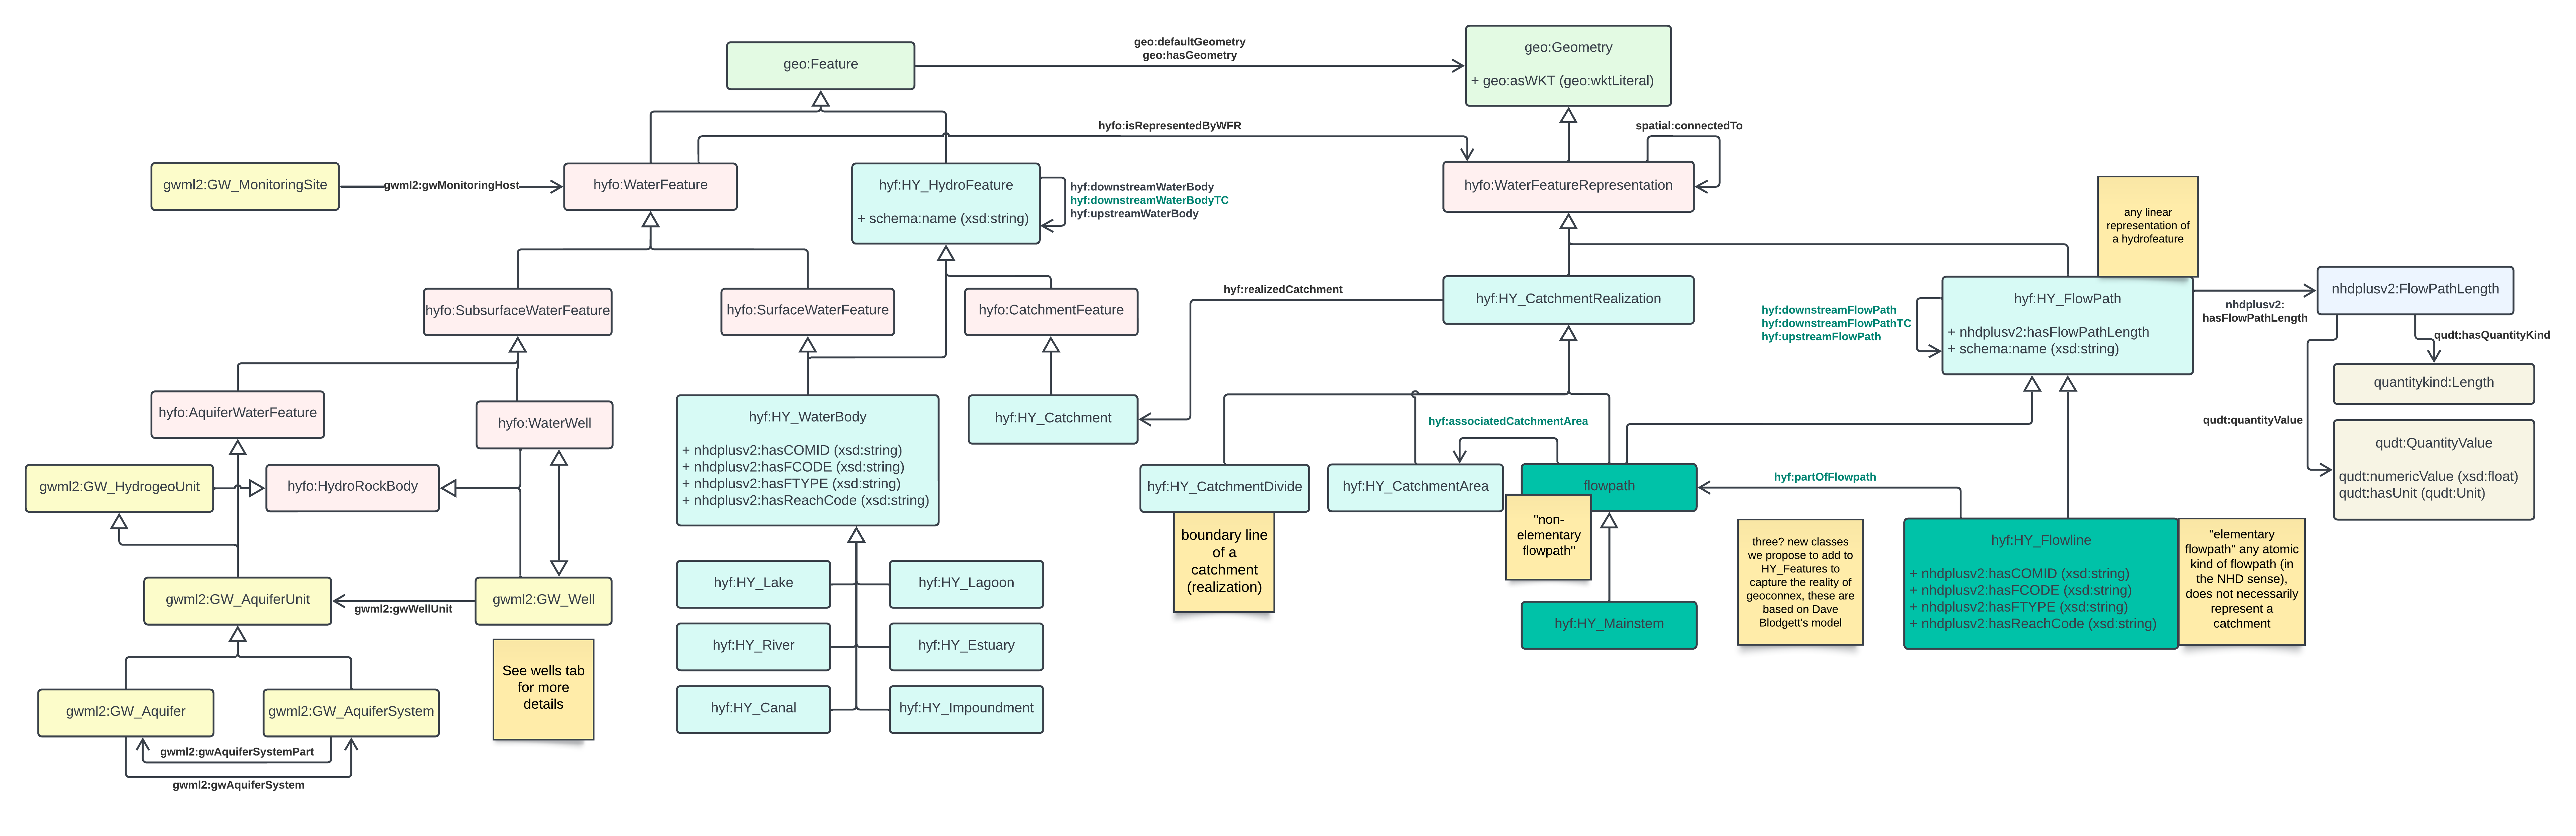 geo:defaultGeometry
geo:hasGeometry
geo:Feature
geo:Geometry
+ geo:asWKT (geo:wktLiteral)
hyfo:isRepresentedByWFR
spatial:connectedTo
gwml2:GW_MonitoringSite
gwml2:gwMonitoringHost
hyfo:WaterFeature
hyf:HY_HydroFeature
+ schema:name (xsd:string)
hyf:downstreamWaterBody
hyf:downstreamWaterBodyTC
hyf:upstreamWaterBody
hyfo:WaterFeatureRepresentation
any linear
representation of
a hydrofeature
hyfo:SubsurfaceWaterFeature
hyfo:SurfaceWaterFeature
hyfo:CatchmentFeature
hyf:realizedCatchment
hyf:HY_CatchmentRealization
hyf:downstreamFlowPath
hyf:downstreamFlowPathTC
hyf:upstreamFlowPath
hyf:HY_FlowPath
+ nhdplusv2:hasFlowPathLength
+ schema:name (xsd:string)
nhdplusv2:
hasFlowPathLength
nhdplusv2:FlowPathLength
qudt:hasQuantityKind
quantitykind:Length
qudt:quantityValue
qudt:QuantityValue
qudt:numericValue (xsd:float)
qudt:hasUnit (qudt:Unit)
hyfo:AquiferWaterFeature
hyfo:WaterWell
hyf:HY_WaterBody
+ nhdplusv2:hasCOMID (xsd:string)
+ nhdplusv2:hasFCODE (xsd:string)
+ nhdplusv2:hasFTYPE (xsd:string)
+ nhdplusv2:hasReachCode (xsd:string)
hyf:HY_Catchment
hyf:associatedCatchmentArea
gwml2:GW_HydrogeoUnit
hyfo:HydroRockBody
hyf:HY_CatchmentDivide
hyf:HY_CatchmentArea
flowpath
hyf:partOfFlowpath
boundary line
of a
catchment
(realization)
"non-
elementary
flowpath"
three? new classes
we propose to add to
HY_Features to
capture the reality of
geoconnex, these are
based on Dave
Blodgett's model
hyf:HY_Flowline
+ nhdplusv2:hasCOMID (xsd:string)
+ nhdplusv2:hasFCODE (xsd:string)
+ nhdplusv2:hasFTYPE (xsd:string)
+ nhdplusv2:hasReachCode (xsd:string)
"elementary
flowpath" any atomic
kind of flowpath (in
the NHD sense),
does not necessarily
represent a
catchment
gwml2:GW_AquiferUnit
gwml2:gwWellUnit
gwml2:GW_Well
hyf:HY_Lake
hyf:HY_Lagoon
hyf:HY_River
hyf:HY_Estuary
hyf:HY_Canal
hyf:HY_Impoundment
hyf:HY_Mainstem
See wells tab
for more
details
gwml2:GW_Aquifer
gwml2:GW_AquiferSystem
gwml2:gwAquiferSystemPart
gwml2:gwAquiferSystem